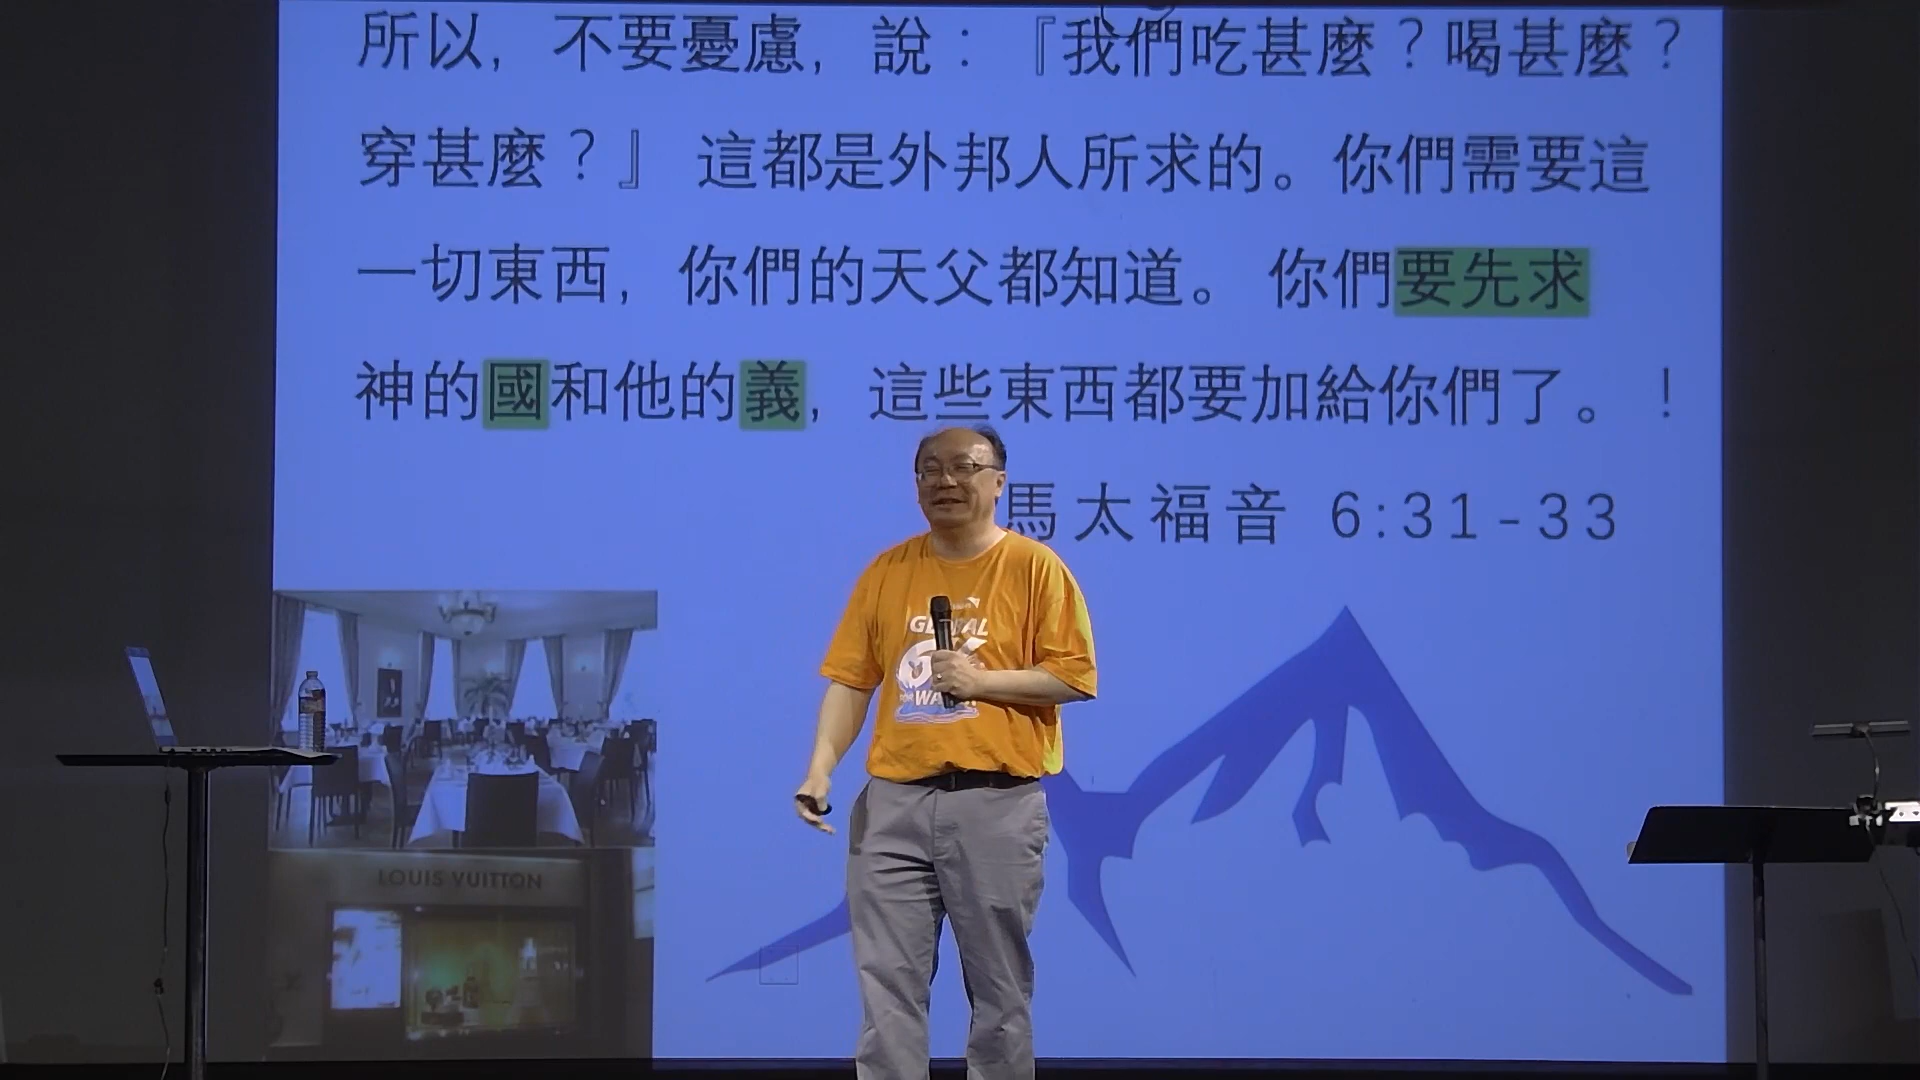 所以，不要憂慮，說：『我們吃甚麼？喝甚麼？
穿甚麼？』 這都是外邦人所求的。你們需要這
一切東西，你們的天父都知道。 你們要先求
神的國和他的義，這些東西都要加給你們了。 ！
馬太福音 6:31-33
LOUIS VUITTON